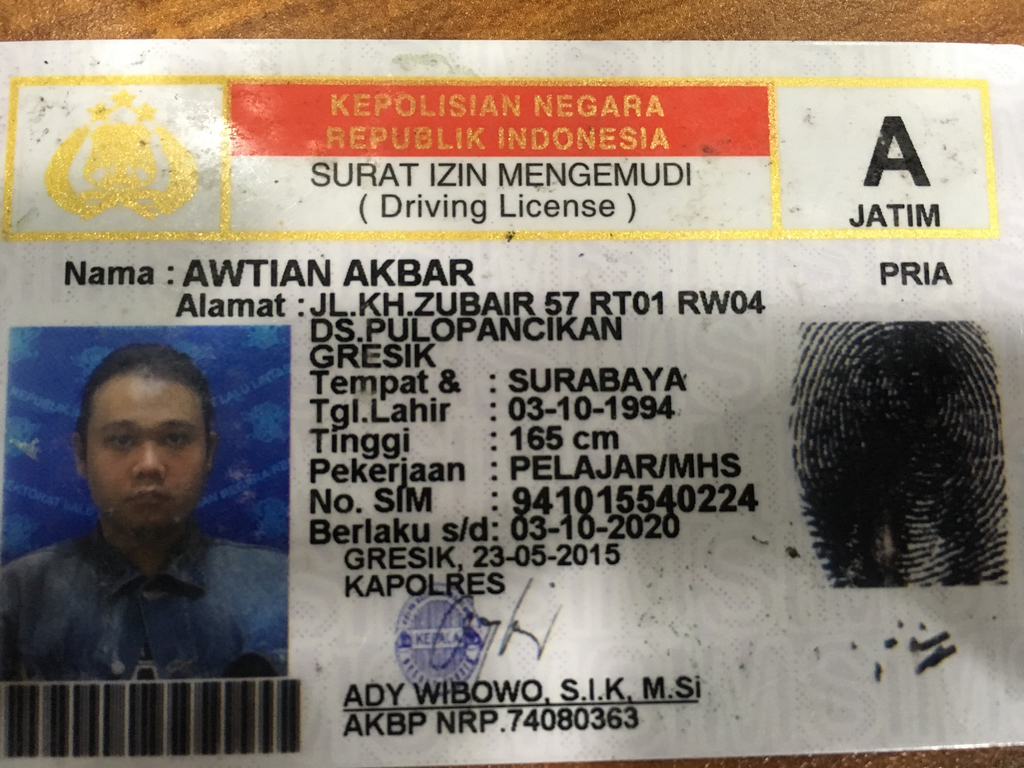 KEPOLISIAN NEGARA
REPUBLIK INDONESIA
SURAT IZIN MENGEMUDI
( Driving License )
A
JATIM
Nama : AWTIAN AKBAR
PRIA
Alamat : JL.KH.ZUBAIR 57 RT01 RW04
DS.PULOPANCIKAN
GRESIK
Tempat & : SURABAYA
Tgl.Lahir : 03-10-1994
Tinggi : 165 cm
Pekerjaan : PELAJAR/MHS
No. SIM : 941015540224
Berlaku s/d: 03-10-2020
GRESIK, 23-05-2015
KAPOLRES
KEPALA
ADY WIBOWO, S.I.K, M.Si
AKBP NRP.74080363